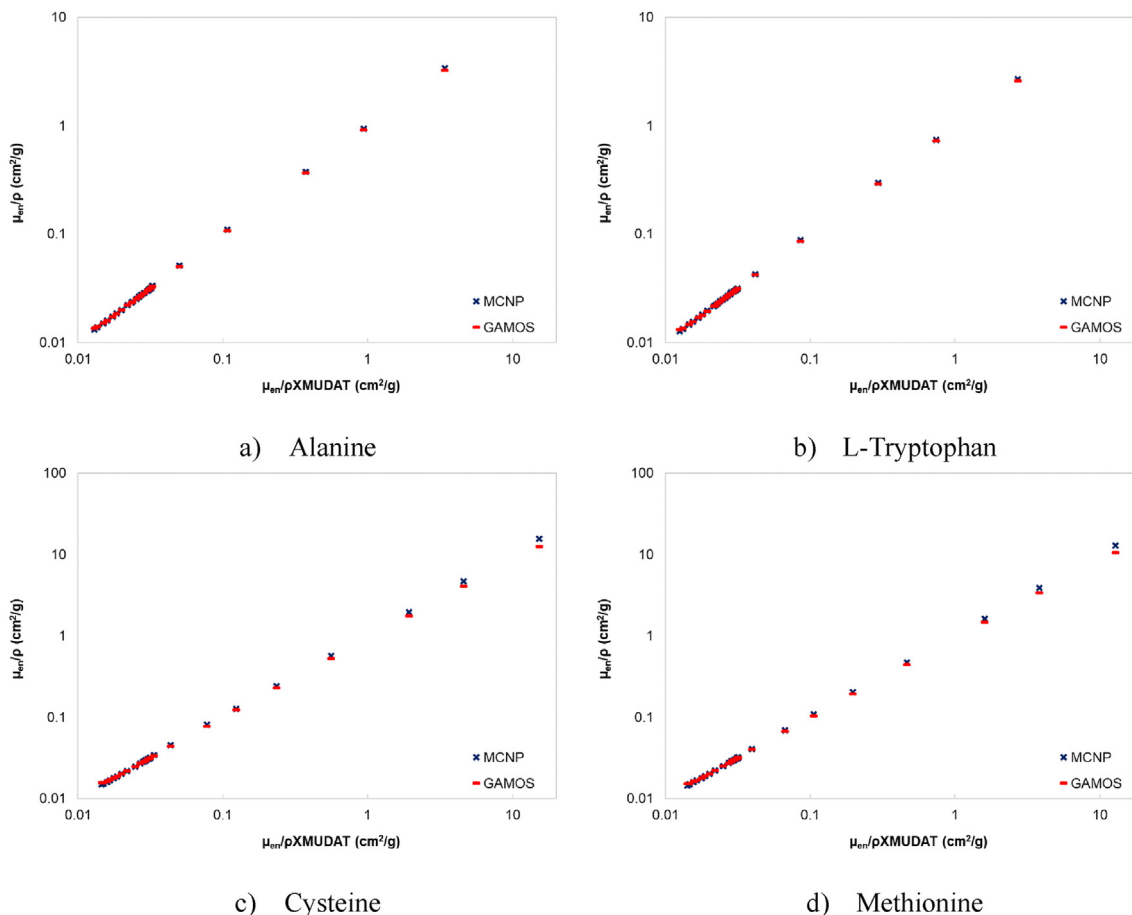 10
1
0.1
0.01
μen/ρ (cm²/g)
0.01 0.1 1 10
μen/ρXMUDAT (cm²/g)
MCNP
GAMOS
a) Alanine
10
1
0.1
0.01
μen/ρ (cm²/g)
0.01 0.1 1 10
μen/ρXMUDAT (cm²/g)
MCNP
GAMOS
b) L-Tryptophan
100
10
1
0.1
0.01
μen/ρ (cm²/g)
0.01 0.1 1 10
μen/ρXMUDAT (cm²/g)
MCNP
GAMOS
c) Cysteine
100
10
1
0.1
0.01
μen/ρ (cm²/g)
0.01 0.1 1 10
μen/ρXMUDAT (cm²/g)
MCNP
GAMOS
d) Methionine